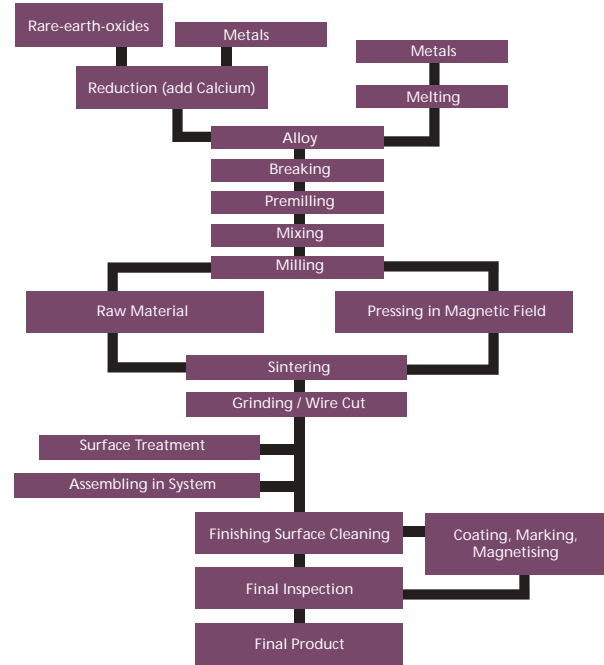 Rare-earth-oxides
Metals
Metals
Reduction (add Calcium)
Melting
Alloy
Breaking
Premilling
Mixing
Milling
Raw Material
Pressing in Magnetic Field
Sintering
Grinding / Wire Cut
Surface Treatment
Assembling in System
Finishing Surface Cleaning
Coating, Marking,
Magnetising
Final Inspection
Final Product